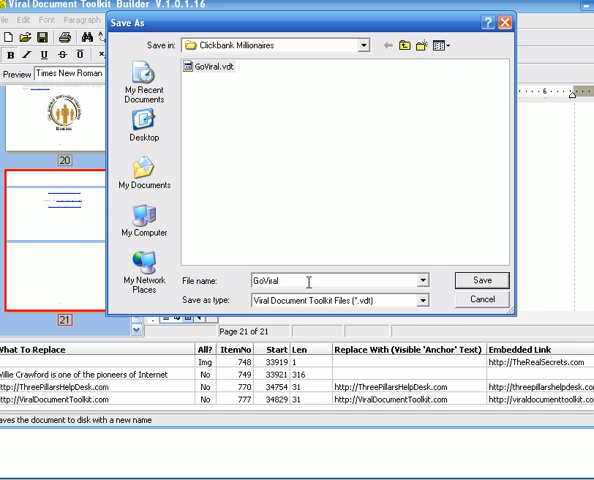 Viral Document Toolkit Builder V.1.0.1.16
File Edit Font Paragraph
B I U U
Preview Times New Roman
20
21
Save As
Save in: Clickbank Millionaires
GoViral.vdt
My Recent Documents
Desktop
My Documents
My Computer
My Network Places
File name: GoViral Save
Save as type: Viral Document Toolkit Files (*.vdt) Cancel
6
Page 21 of 21
What To Replace All? ItemNo Start Len Replace With (Visible 'Anchor' Text) Embedded Link
Img 748 33919 1 http://TheRealSecrets.com
Willie Crawford is one of the pioneers of Internet No 749 33921 316
http://ThreePillarsHelpDesk.com No 770 34754 31 http://ThreePillarsHelpDesk.com http://threepillarshelpdesk.com
http://ViralDocumentToolkit.com No 777 34829 31 http://ViralDocumentToolkit.com http://viraldocumenttoolkit.com
aves the document to disk with a new name